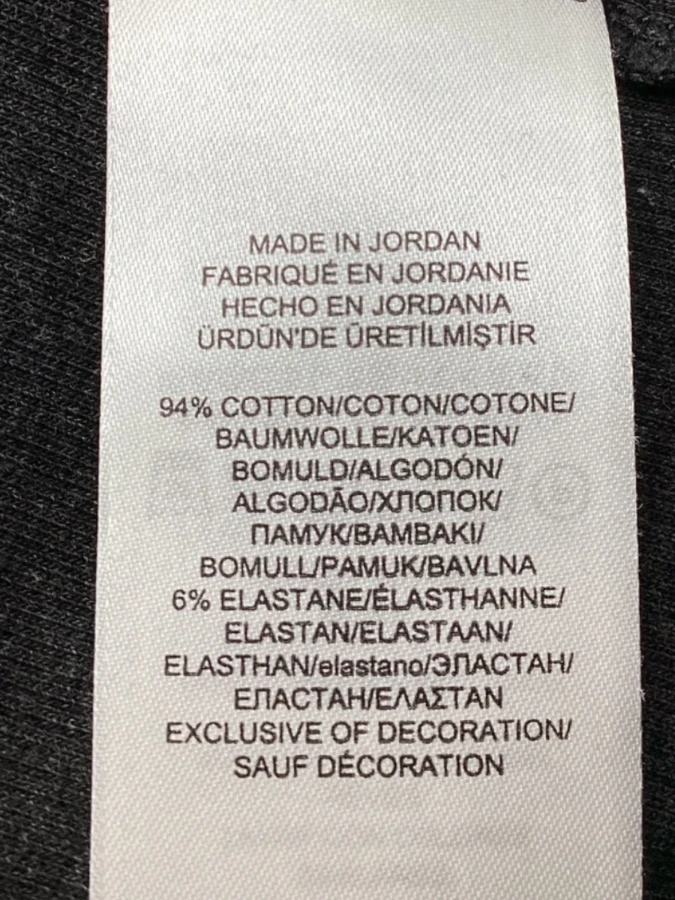 MADE IN JORDAN
FABRIQUÉ EN JORDANIE
HECHO EN JORDANIA
ÜRDÜN'DE ÜRETİLMİŞTİR
94% COTTON/COTON/COTONE/
BAUMWOLLE/KATOEN/
BOMULD/ALGODÓN/
ALGODÃO/ХЛОПОК/
ПАМУК/BAMBAKI/
BOMULL/PAMUK/BAVLNA
6% ELASTANE/ÉLASTHANNE/
ELASTAN/ELASTAAN/
ELASTHAN/elastano/ЭЛАСТАН/
ЕЛАСТАН/ΕΛΑΣΤΑΝ
EXCLUSIVE OF DECORATION/
SAUF DÉCORATION